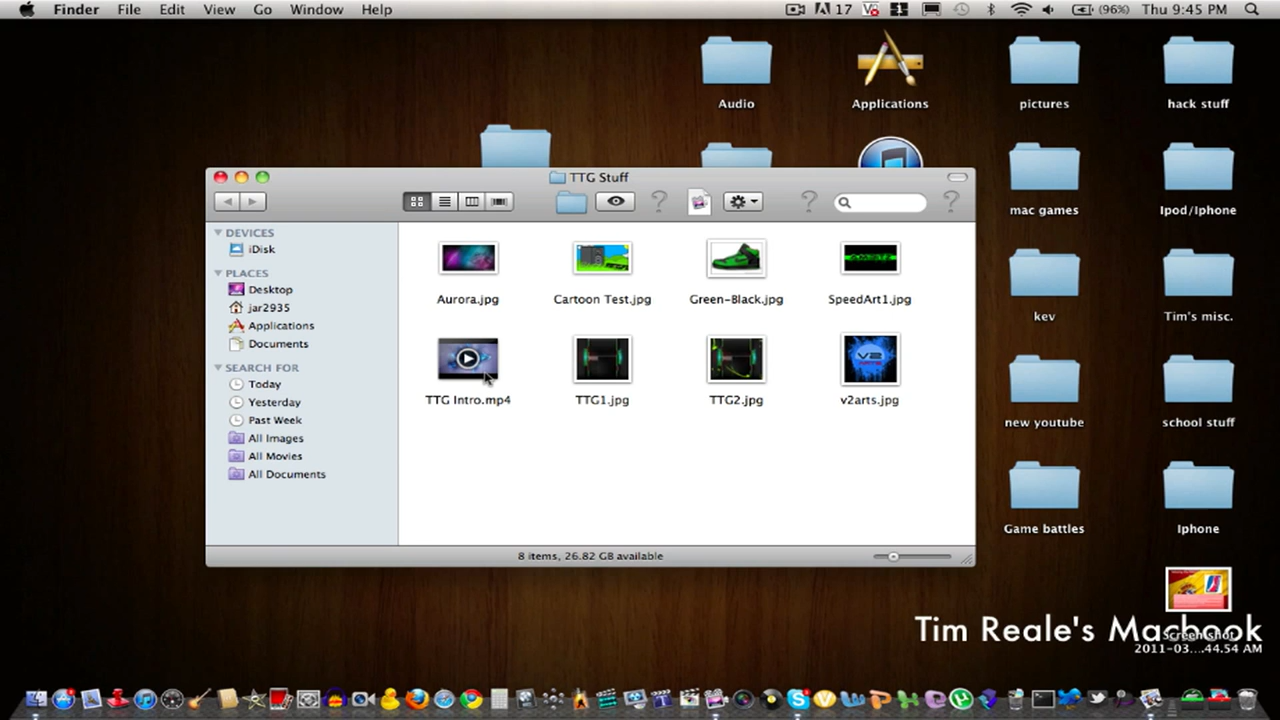 Finder File Edit View Go Window Help 17 (96%) Thu 9:45 PM
Audio Applications pictures hack stuff
TTG Stuff
mac games Ipod/Iphone
DEVICES
iDisk
PLACES
Desktop
jar2935
Applications
Documents
SEARCH FOR
Today
Yesterday
Past Week
All Images
All Movies
All Documents
Aurora.jpg Cartoon Test.jpg Green-Black.jpg SpeedArt1.jpg
TTG Intro.mp4 TTG1.jpg TTG2.jpg v2arts.jpg
8 items, 26.82 GB available
kev Tim's misc.
new youtube school stuff
Game battles Iphone
Tim Reale's Macbook
Screen shot
2011-03....44.54 AM